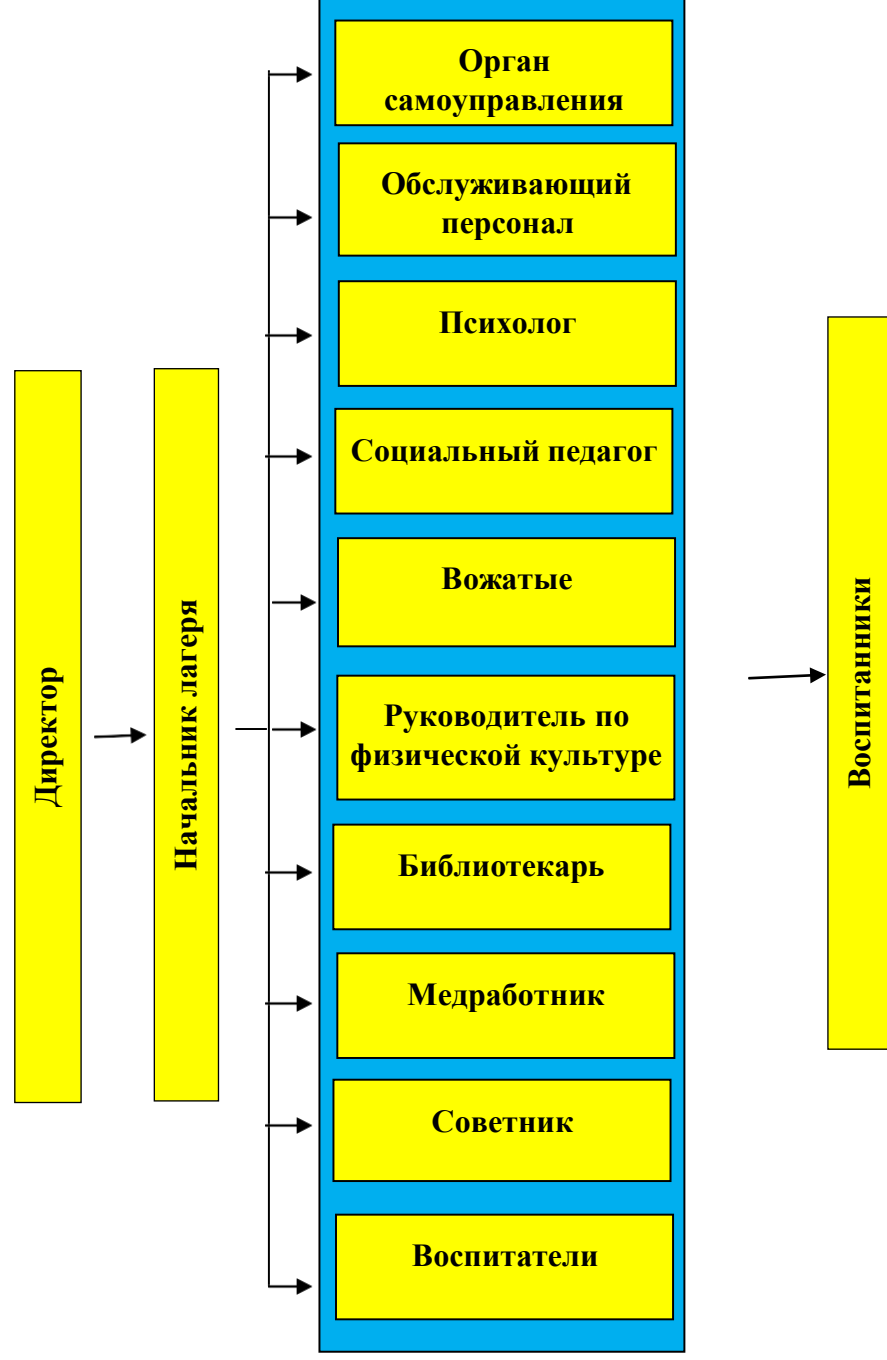 Директор
Начальник лагеря
Орган
самоуправления
Обслуживающий
персонал
Психолог
Социальный педагог
Вожатые
Руководитель по
физической культуре
Библиотекарь
Медработник
Советник
Воспитатели
Воспитанники